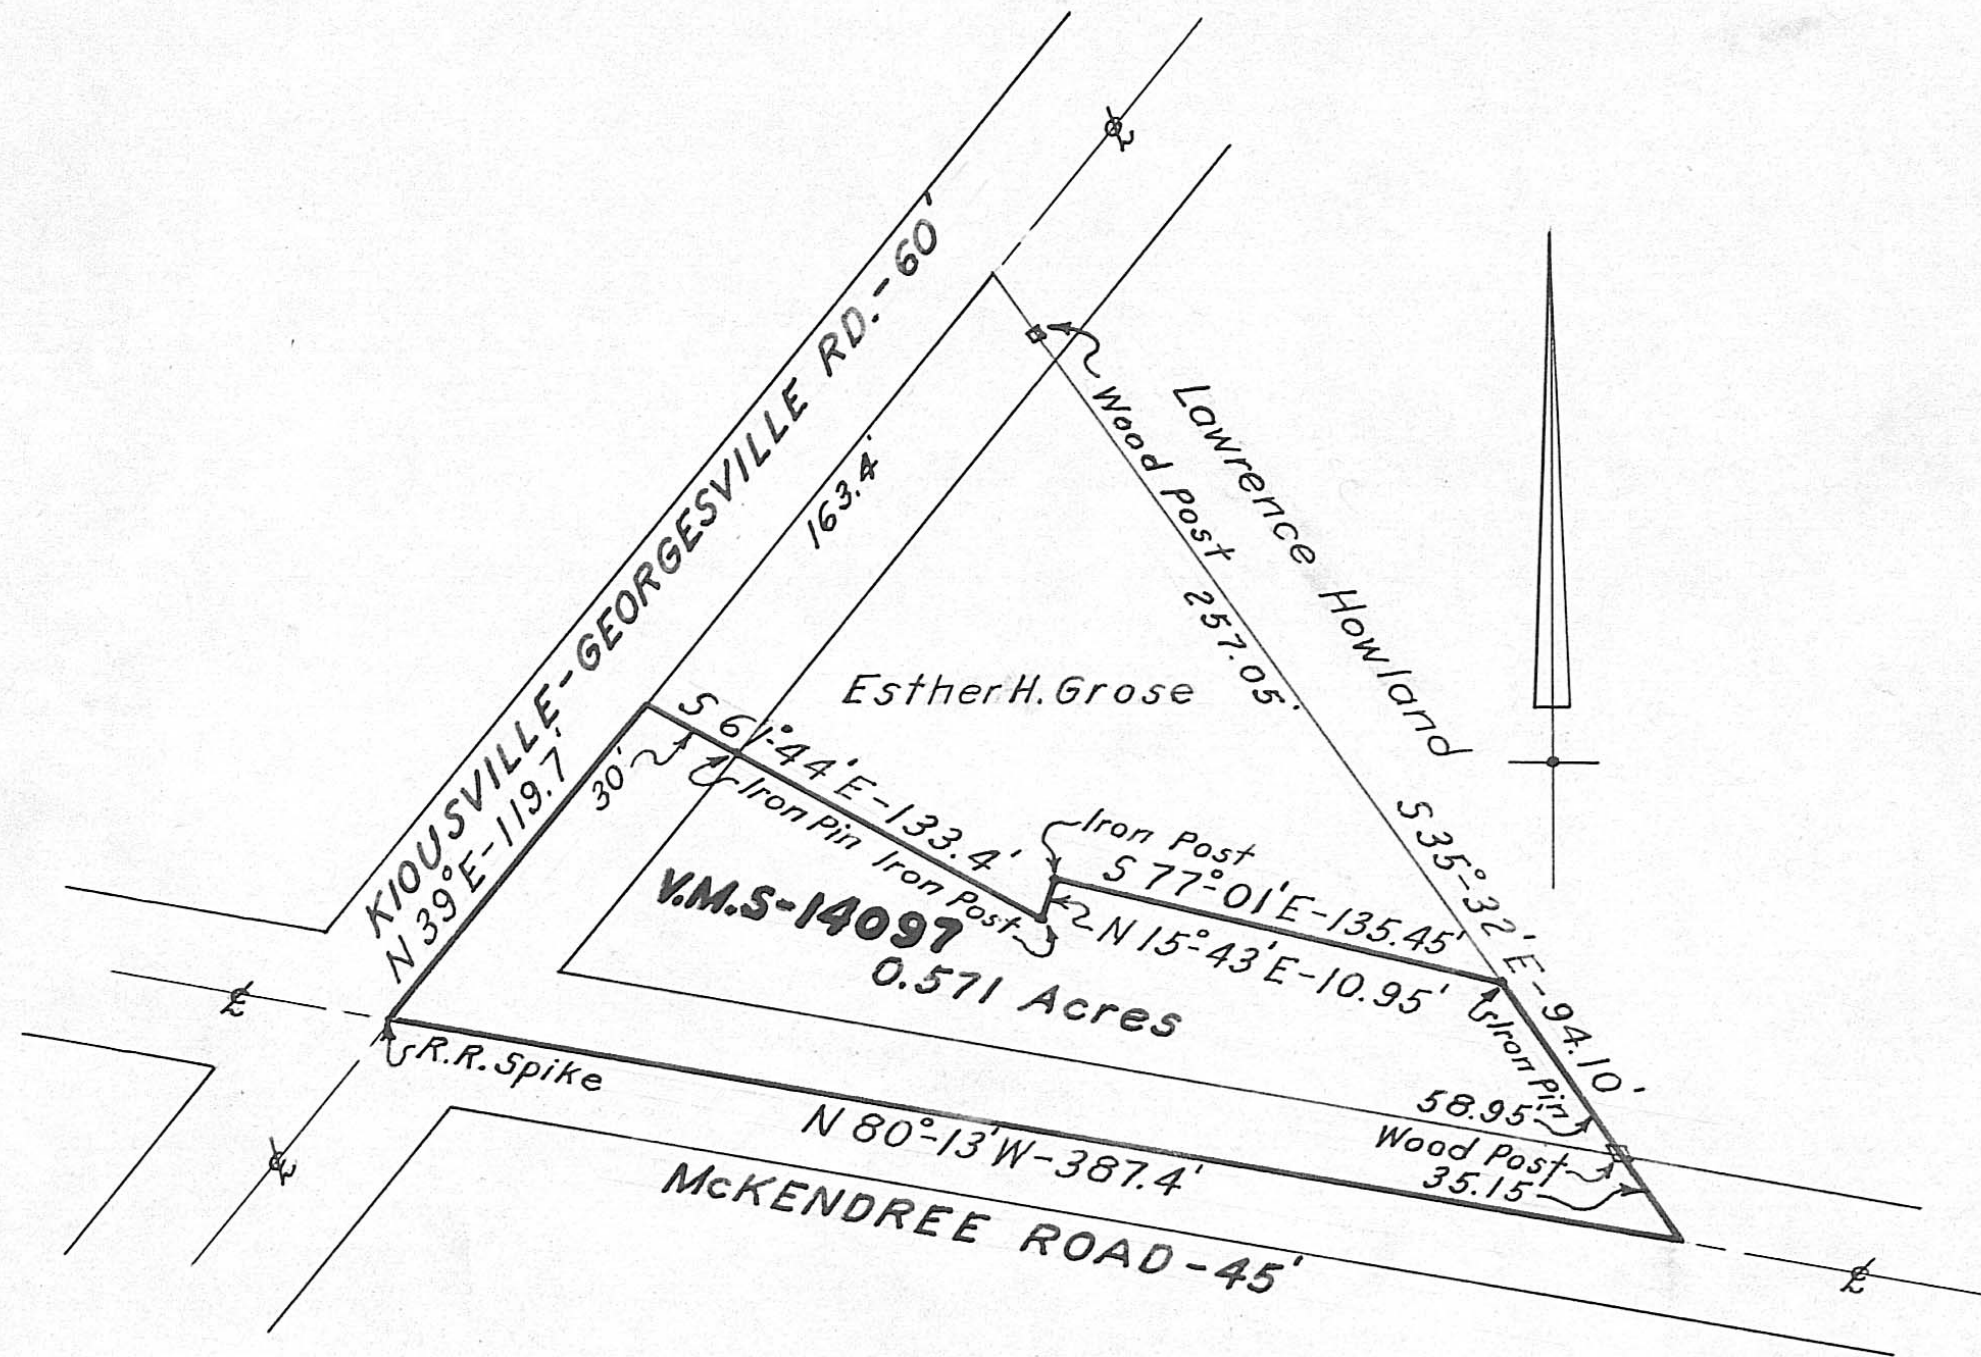 KIOUSVILLE-GEORGESVILLE RD.-60'
N 39° E-119.7'
163.4'
30'
Wood Post
Lawrence Howland
257.05'
Esther H. Grose
S 61°-44' E-133.4'
Iron Pin
Iron Post
Iron Post
S 77°-01' E-135.45'
N 15°-43' E-10.95'
S 35°-32' E-94.10'
V.M.S-14097
0.571 Acres
Iron Pin
58.95'
Wood Post
35.15
R.R. Spike
N 80°-13' W-387.4'
McKENDREE ROAD-45'